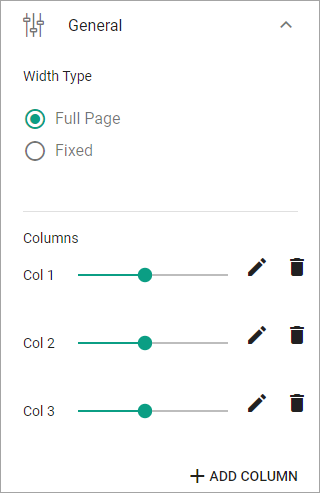 General
Width Type
Full Page
Fixed
Columns
Col 1
Col 2
Col 3
ADD COLUMN